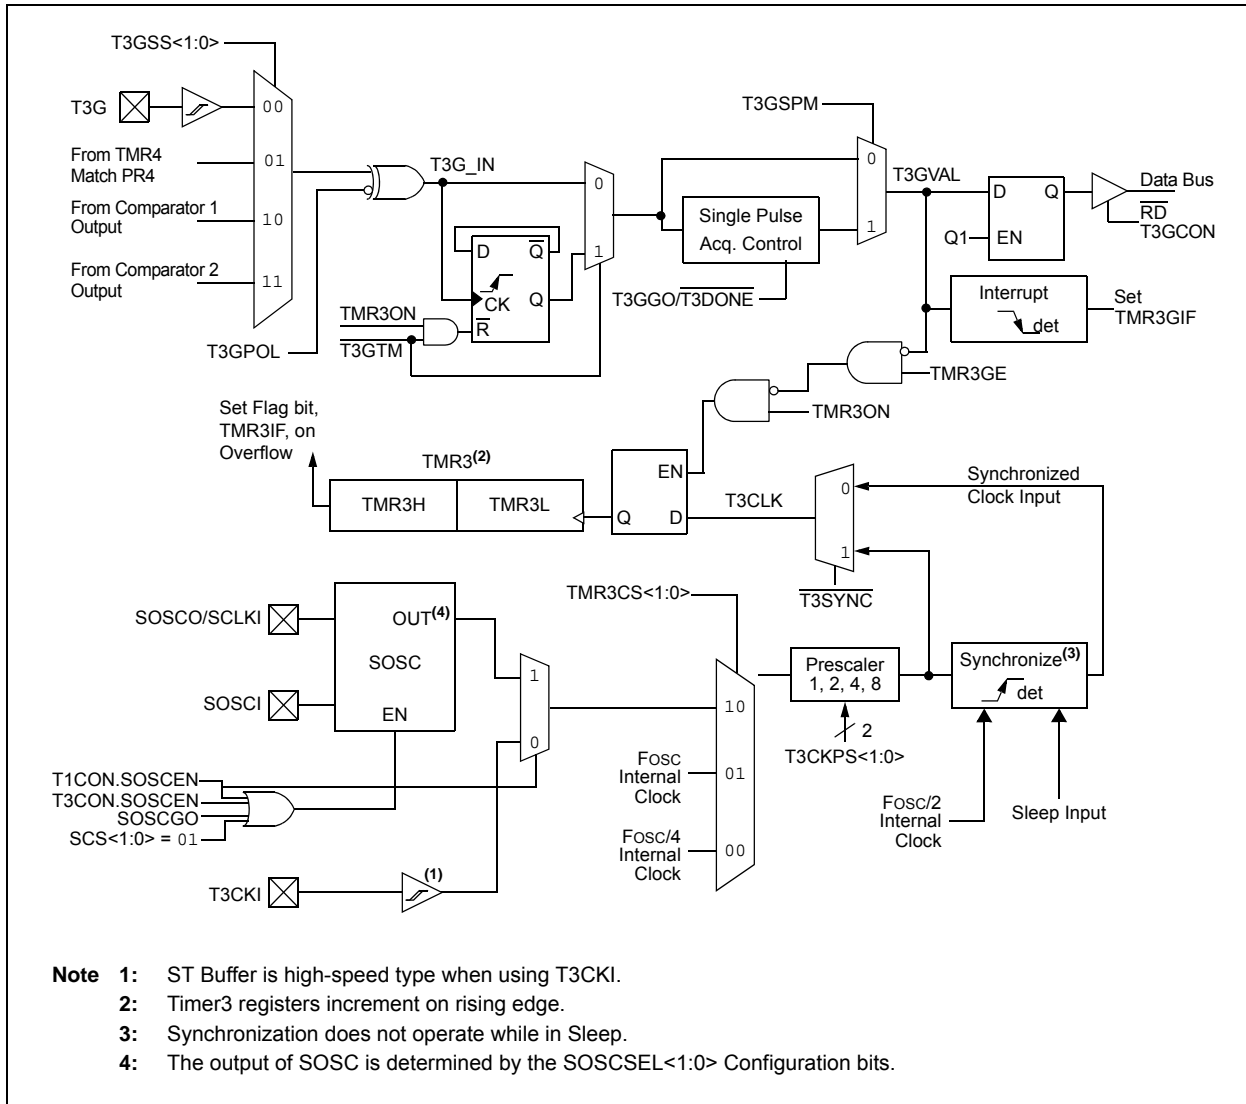 T3GSS<1:0>
T3G
00
T3GSPM
From TMR4
Match PR4
01
T3G_IN
0
0
T3GVAL
D
Q
Data Bus
From Comparator 1
Output
10
Single Pulse
Acq. Control
RD
T3GCON
1
Q1
EN
D
Q
1
From Comparator 2
Output
11
CK
Q
T3GGO/T3DONE
Interrupt
det
Set
TMR3GIF
TMR3ON
R
T3GTM
T3GPOL
TMR3GE
TMR3ON
Set Flag bit,
TMR3IF, on
Overflow
TMR3(2)
EN
Synchronized
Clock Input
0
TMR3H
TMR3L
Q
D
T3CLK
1
T3SYNC
TMR3CS<1:0>
SOSCO/SCLKI
OUT(4)
SOSC
Prescaler
1, 2, 4, 8
Synchronize(3)
det
1
SOSCI
EN
10
2
T3CKPS<1:0>
0
FOSC
Internal
Clock
01
T1CON.SOSCEN
T3CON.SOSCEN
SOSCGO
SCS<1:0> = 01
FOSC/2
Internal
Clock
Sleep Input
FOSC/4
Internal
Clock
00
T3CKI
(1)
Note 1: ST Buffer is high-speed type when using T3CKI.
2: Timer3 registers increment on rising edge.
3: Synchronization does not operate while in Sleep.
4: The output of SOSC is determined by the SOSCSEL<1:0> Configuration bits.